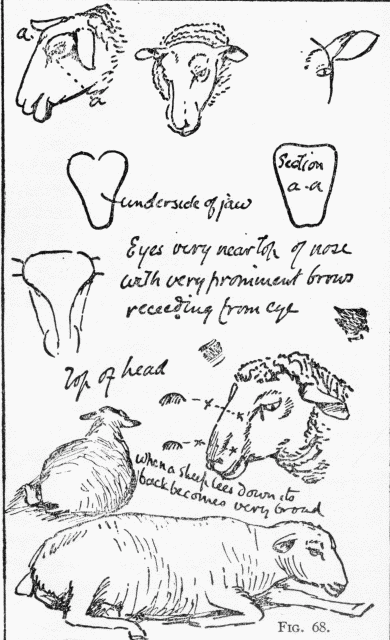 a
a
underside of jaw
Section
a-a
Eyes very near top of nose
with very prominent brows
receeding from eye
Top of head
when a sheep lees down its
back becomes very broad
FIG. 68.